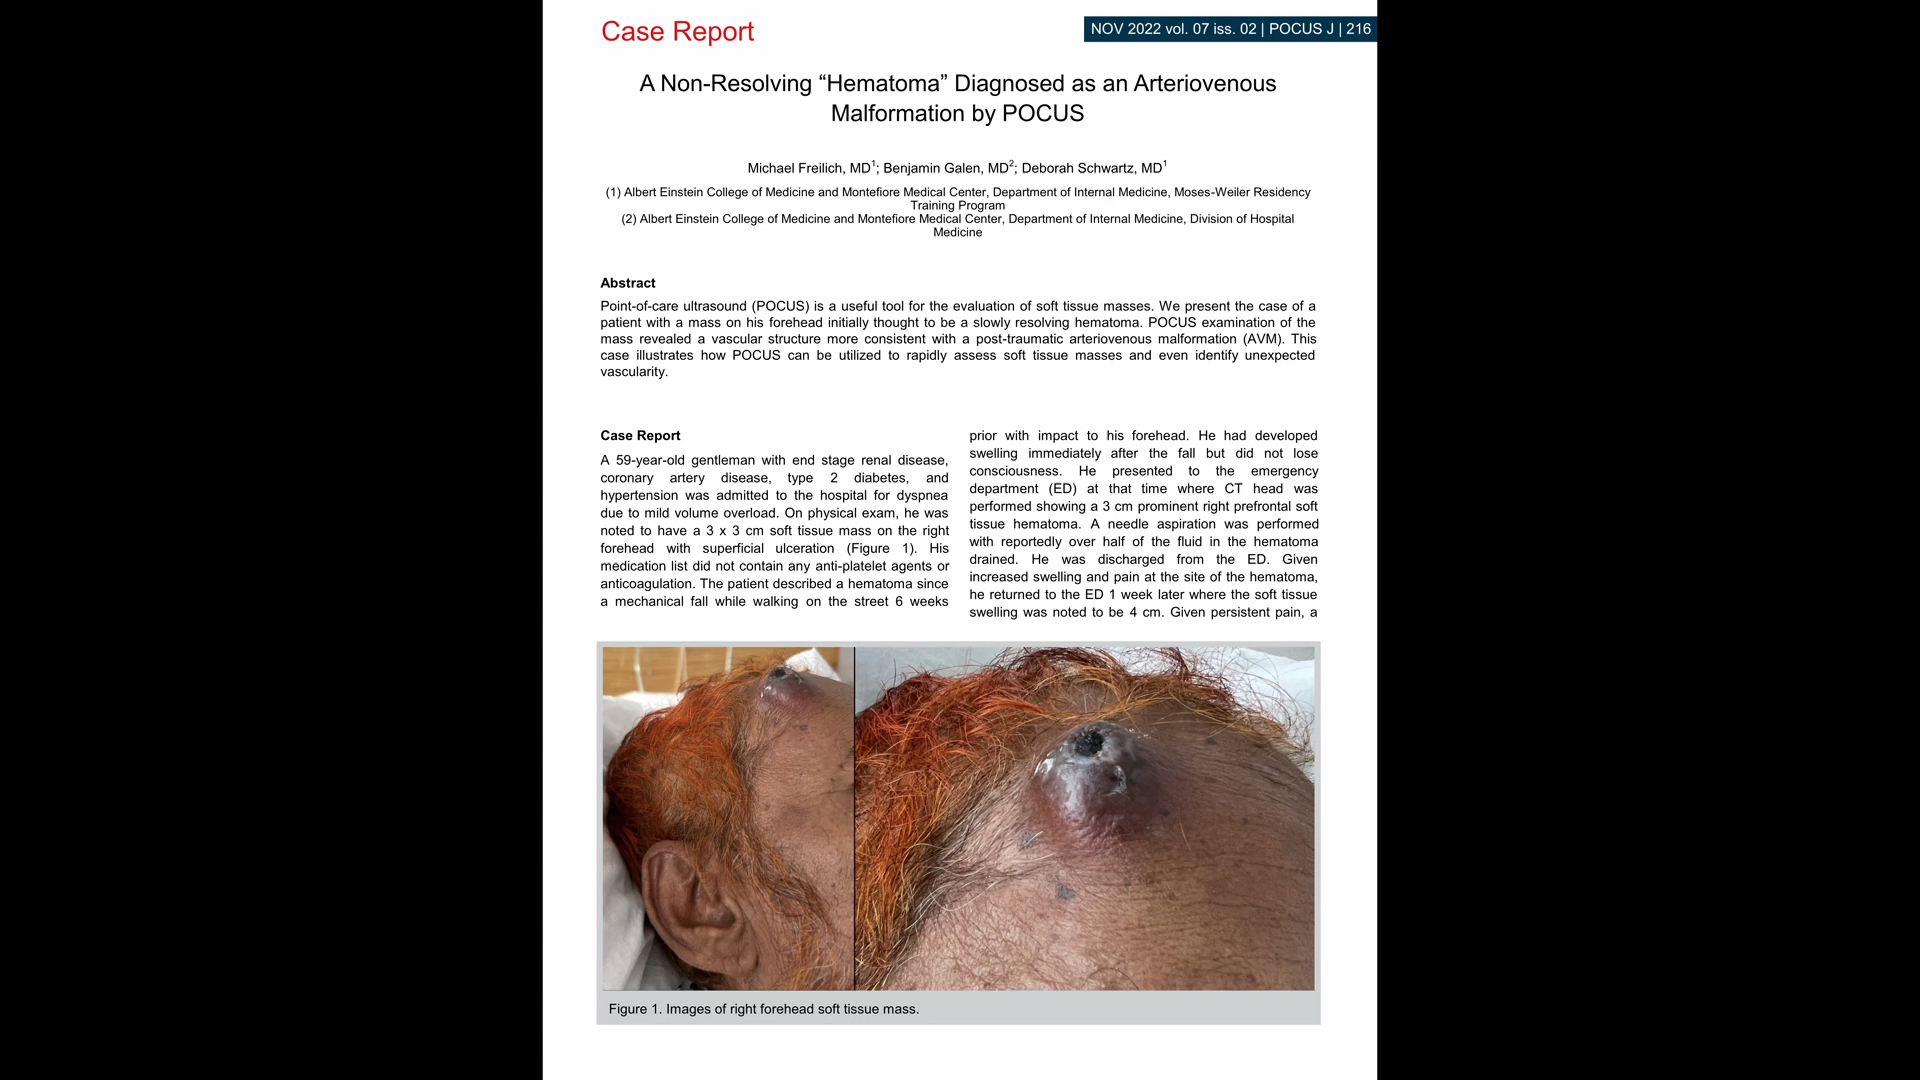 Case Report
NOV 2022 vol. 07 iss. 02 | POCUS J | 216
A Non-Resolving “Hematoma” Diagnosed as an Arteriovenous
Malformation by POCUS
Michael Freilich, MD1; Benjamin Galen, MD2; Deborah Schwartz, MD1
(1) Albert Einstein College of Medicine and Montefiore Medical Center, Department of Internal Medicine, Moses-Weiler Residency
Training Program
(2) Albert Einstein College of Medicine and Montefiore Medical Center, Department of Internal Medicine, Division of Hospital
Medicine
Abstract
Point-of-care ultrasound (POCUS) is a useful tool for the evaluation of soft tissue masses. We present the case of a
patient with a mass on his forehead initially thought to be a slowly resolving hematoma. POCUS examination of the
mass revealed a vascular structure more consistent with a post-traumatic arteriovenous malformation (AVM). This
case illustrates how POCUS can be utilized to rapidly assess soft tissue masses and even identify unexpected
vascularity.
Case Report
A 59-year-old gentleman with end stage renal disease,
coronary artery disease, type 2 diabetes, and
hypertension was admitted to the hospital for dyspnea
due to mild volume overload. On physical exam, he was
noted to have a 3 x 3 cm soft tissue mass on the right
forehead with superficial ulceration (Figure 1). His
medication list did not contain any anti-platelet agents or
anticoagulation. The patient described a hematoma since
a mechanical fall while walking on the street 6 weeks
prior with impact to his forehead. He had developed
swelling immediately after the fall but did not lose
consciousness. He presented to the emergency
department (ED) at that time where CT head was
performed showing a 3 cm prominent right prefrontal soft
tissue hematoma. A needle aspiration was performed
with reportedly over half of the fluid in the hematoma
drained. He was discharged from the ED. Given
increased swelling and pain at the site of the hematoma,
he returned to the ED 1 week later where the soft tissue
swelling was noted to be 4 cm. Given persistent pain, a
Figure 1. Images of right forehead soft tissue mass.